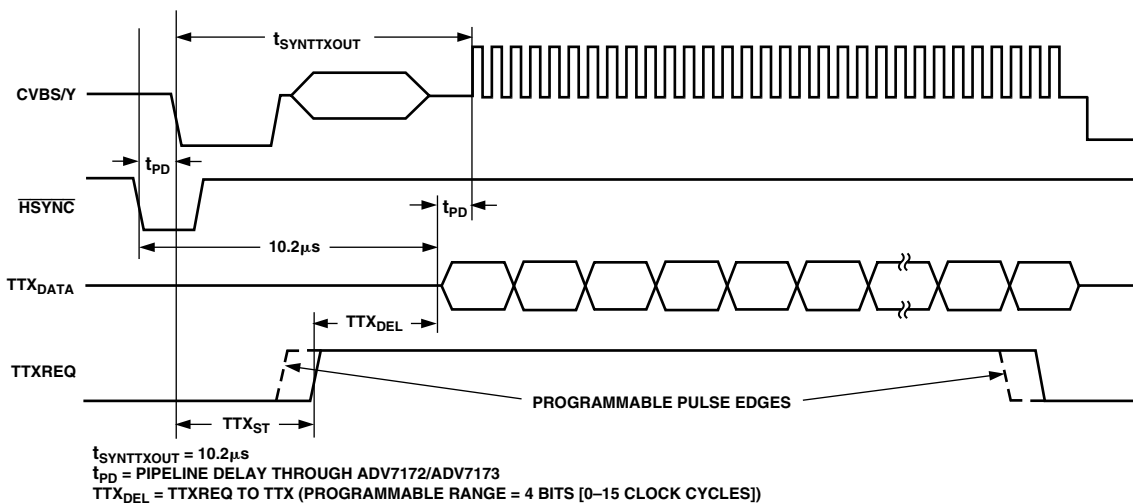 tSYNTTXOUT
CVBS/Y
tPD
HSYNC
tPD
10.2μs
TTXDATA
TTXDEL
TTXREQ
PROGRAMMABLE PULSE EDGES
TTXST
tSYNTTXOUT = 10.2μs
tPD = PIPELINE DELAY THROUGH ADV7172/ADV7173
TTXDEL = TTXREQ TO TTX (PROGRAMMABLE RANGE = 4 BITS [0–15 CLOCK CYCLES])